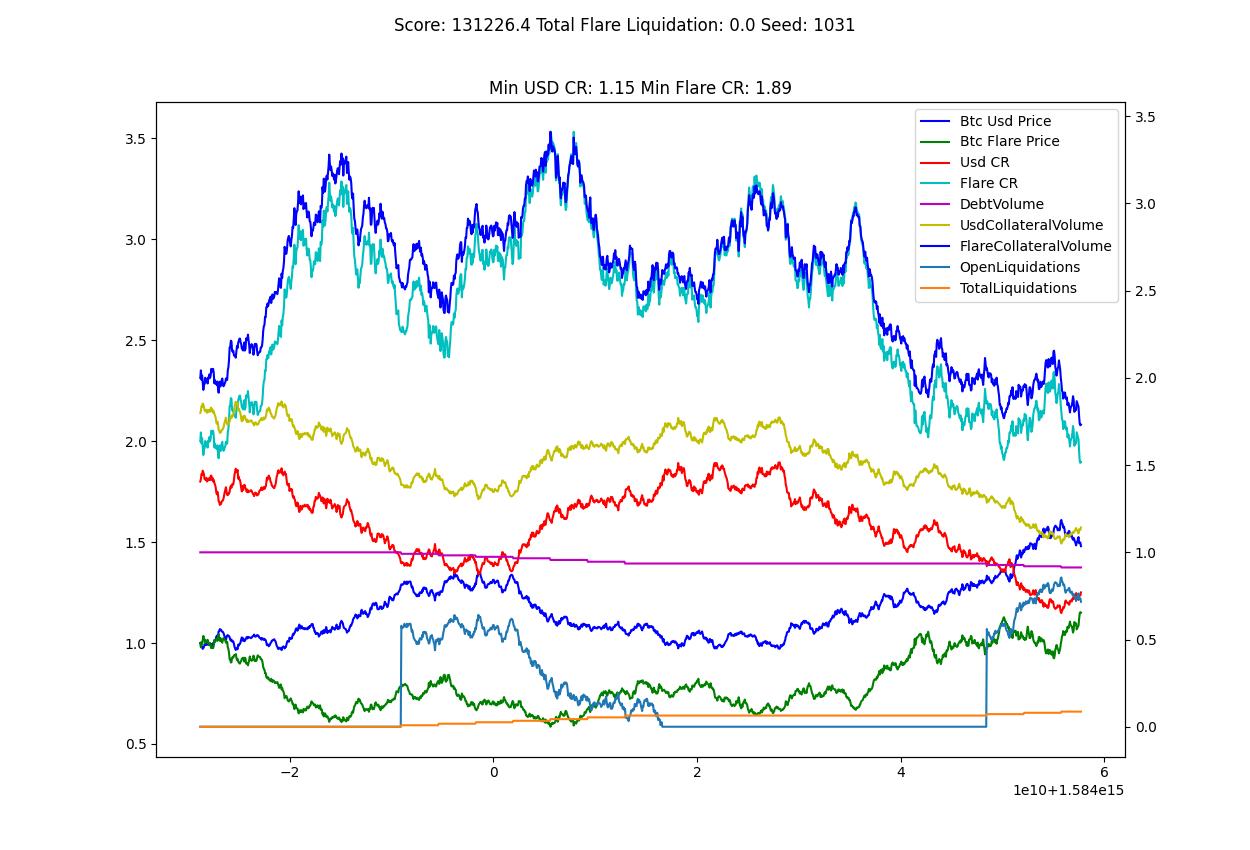 Score: 131226.4 Total Flare Liquidation: 0.0 Seed: 1031
Min USD CR: 1.15 Min Flare CR: 1.89
Btc Usd Price
Btc Flare Price
Usd CR
Flare CR
DebtVolume
UsdCollateralVolume
FlareCollateralVolume
OpenLiquidations
TotalLiquidations
3.5
3.0
2.5
2.0
1.5
1.0
0.5
3.5
3.0
2.5
2.0
1.5
1.0
0.5
0.0
−2
0
2
4
6
1e10+1.584e15